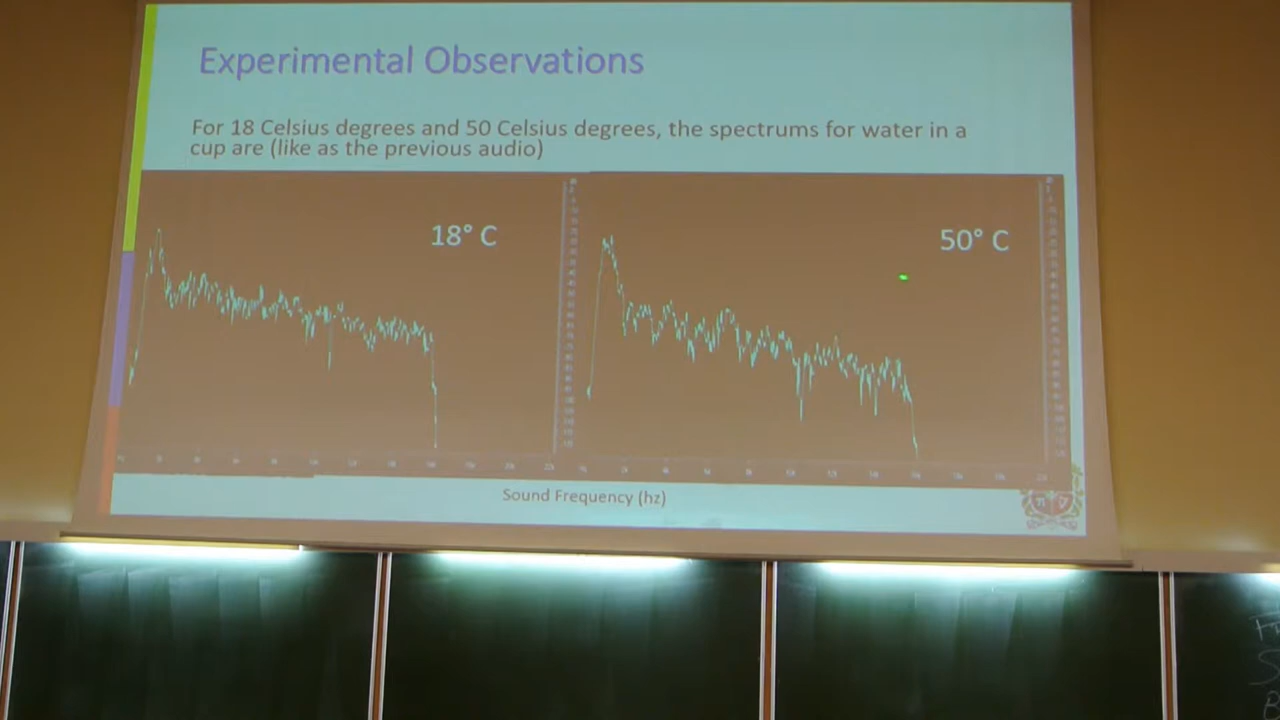 Experimental Observations
For 18 Celsius degrees and 50 Celsius degrees, the spectrums for water in a
cup are (like as the previous audio)
18° C
50° C
Sound Frequency (hz)